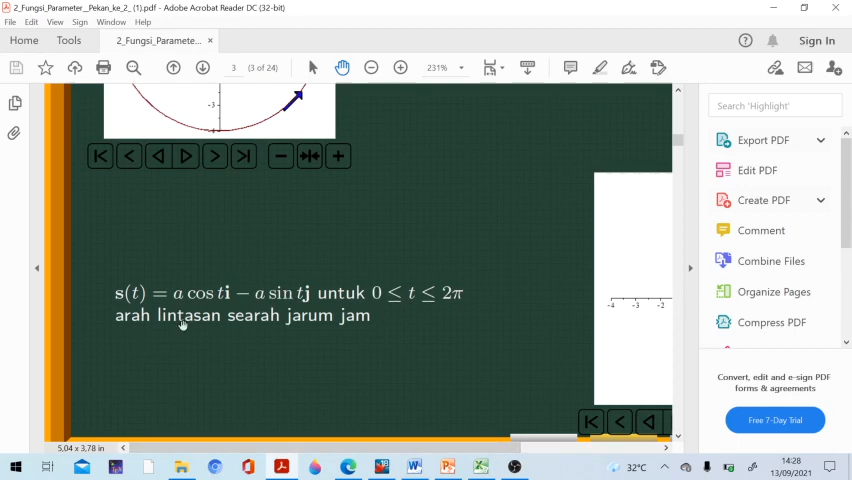 2_Fungsi_Parameter__Pekan_ke_2_ (1).pdf - Adobe Acrobat Reader DC (32-bit)
File Edit View Sign Window Help
Home Tools 2_Fungsi_Paramete... × Sign In
3 (3 of 24) 231%
Search 'Highlight'
-3
-4
Export PDF
Edit PDF
Create PDF
Comment
Combine Files
Organize Pages
Compress PDF
s(t) = a cos ti − a sin tj untuk 0 ≤ t ≤ 2π
arah lintasan searah jarum jam
-4 -3 -2
Convert, edit and e-sign PDF
forms & agreements
Free 7-Day Trial
5,04 x 3,78 in
32°C
14:28
13/09/2021